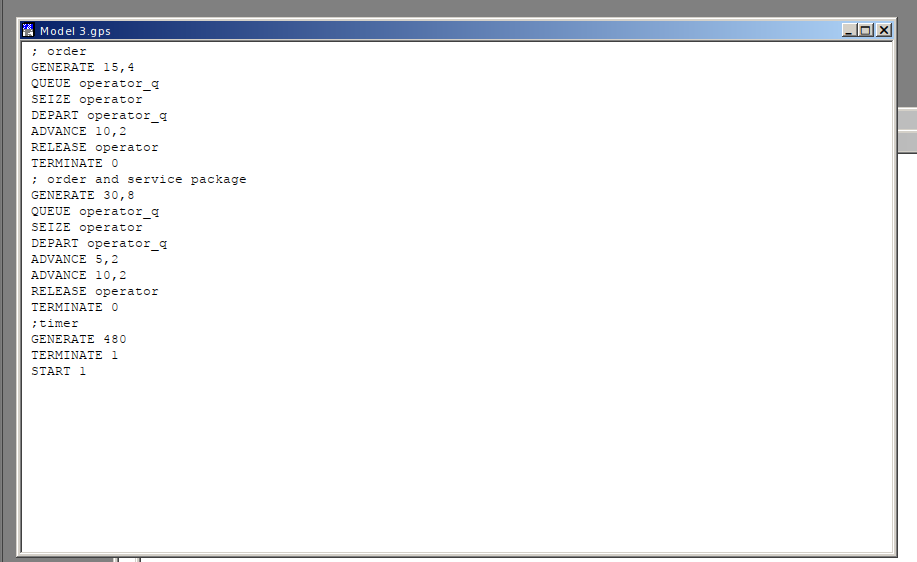 Model 3.gps
; order
GENERATE 15,4
QUEUE operator_q
SEIZE operator
DEPART operator_q
ADVANCE 10,2
RELEASE operator
TERMINATE 0
; order and service package
GENERATE 30,8
QUEUE operator_q
SEIZE operator
DEPART operator_q
ADVANCE 5,2
ADVANCE 10,2
RELEASE operator
TERMINATE 0
;timer
GENERATE 480
TERMINATE 1
START 1